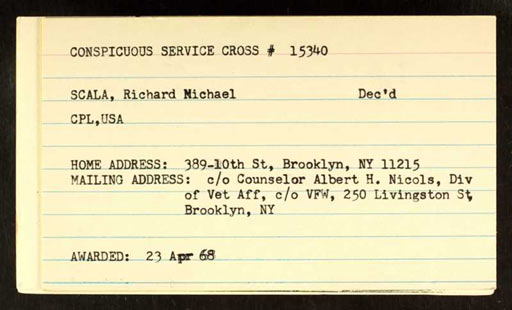 CONSPICUOUS SERVICE CROSS # 15340
SCALA, Richard Michael Dec'd
CPL,USA
HOME ADDRESS: 389-10th St, Brooklyn, NY 11215
MAILING ADDRESS: c/o Counselor Albert H. Nicols, Div
of Vet Aff, c/o VFW, 250 Livingston St,
Brooklyn, NY
AWARDED: 23 Apr 68